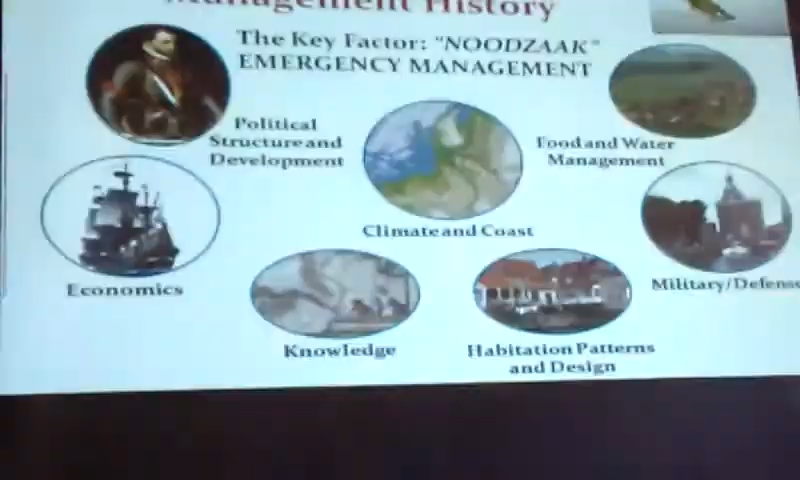 Management History
The Key Factor: "NOODZAAK"
EMERGENCY MANAGEMENT
Political
Structure and
Development
Food and Water
Management
Climate and Coast
Economics
Military/Defense
Knowledge
Habitation Patterns
and Design